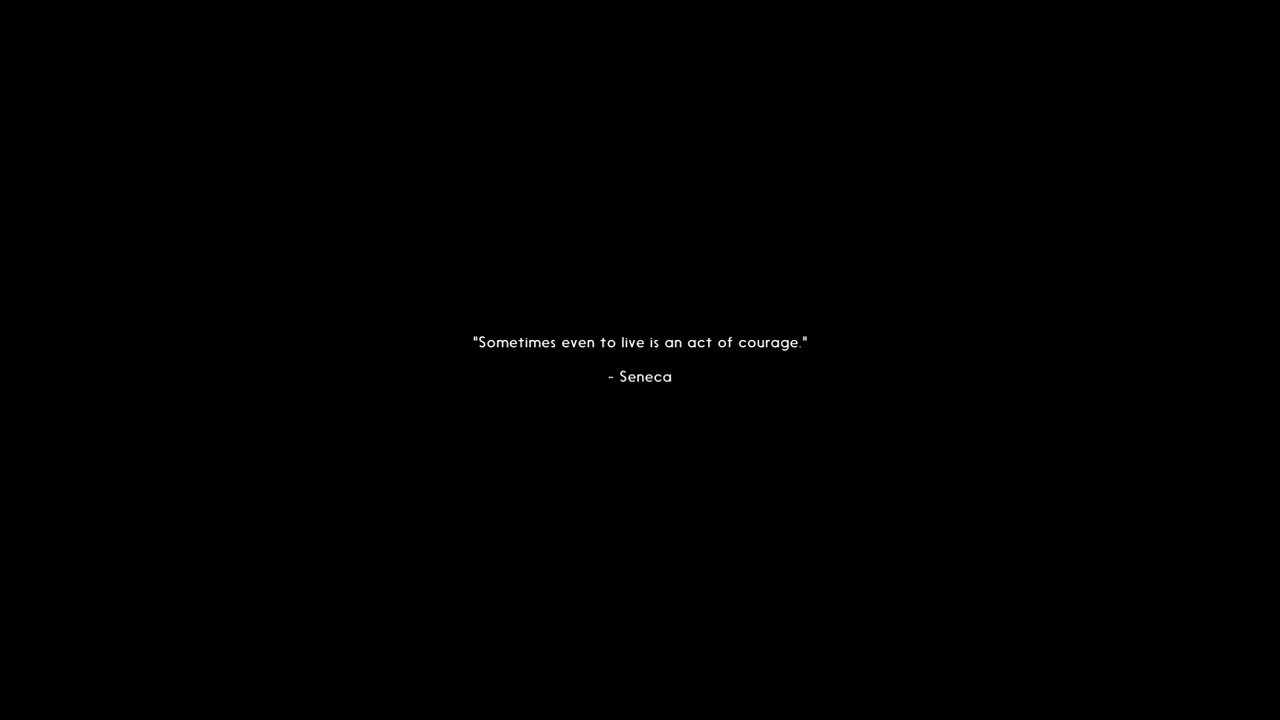 "Sometimes even to live is an act of courage."
- Seneca